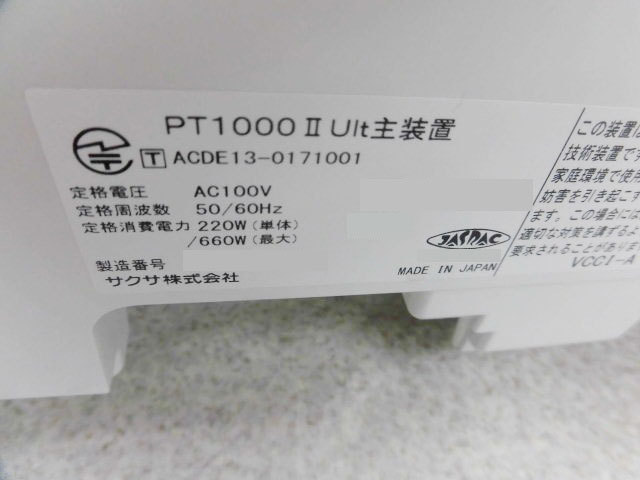 PT1000ⅡUlt主装置
T ACDE13-0171001
定格電圧 AC100V
定格周波数 50/60Hz
定格消費電力 220W（単体）
/660W（最大）
製造番号
サクサ株式会社
JASRAC
MADE IN JAPAN
この装置は
技術装置で
家庭環境で使用
妨害を引き起こす
ます。この場合に
適切な対策を講ずるよ
要求されることがありま
VCCI-A